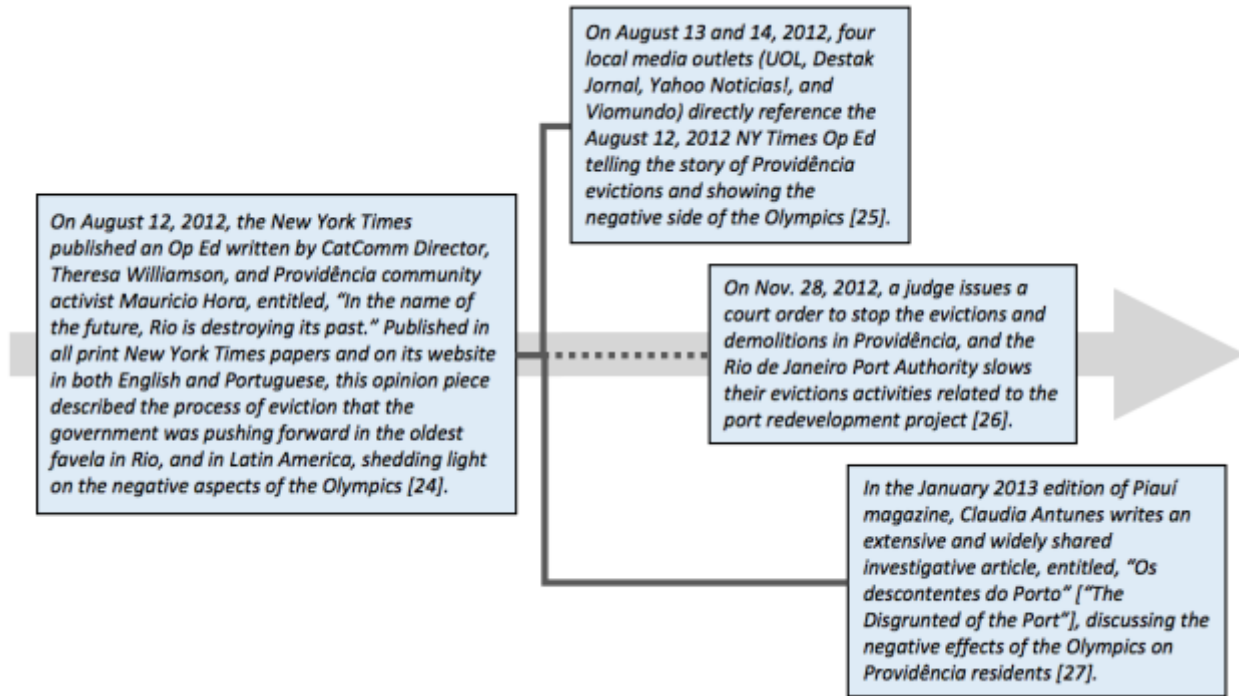 On August 13 and 14, 2012, four
local media outlets (UOL, Destak
Jornal, Yahoo Noticias!, and
Viomundo) directly reference the
August 12, 2012 NY Times Op Ed
telling the story of Providência
evictions and showing the
negative side of the Olympics [25].
On August 12, 2012, the New York Times
published an Op Ed written by CatComm Director,
Theresa Williamson, and Providência community
activist Mauricio Hora, entitled, “In the name of
the future, Rio is destroying its past.” Published in
all print New York Times papers and on its website
in both English and Portuguese, this opinion piece
described the process of eviction that the
government was pushing forward in the oldest
favela in Rio, and in Latin America, shedding light
on the negative aspects of the Olympics [24].
On Nov. 28, 2012, a judge issues a
court order to stop the evictions and
demolitions in Providência, and the
Rio de Janeiro Port Authority slows
their evictions activities related to the
port redevelopment project [26].
In the January 2013 edition of Piauí
magazine, Claudia Antunes writes an
extensive and widely shared
investigative article, entitled, “Os
descontentes do Porto” [“The
Disgrunted of the Port”], discussing the
negative effects of the Olympics on
Providência residents [27].